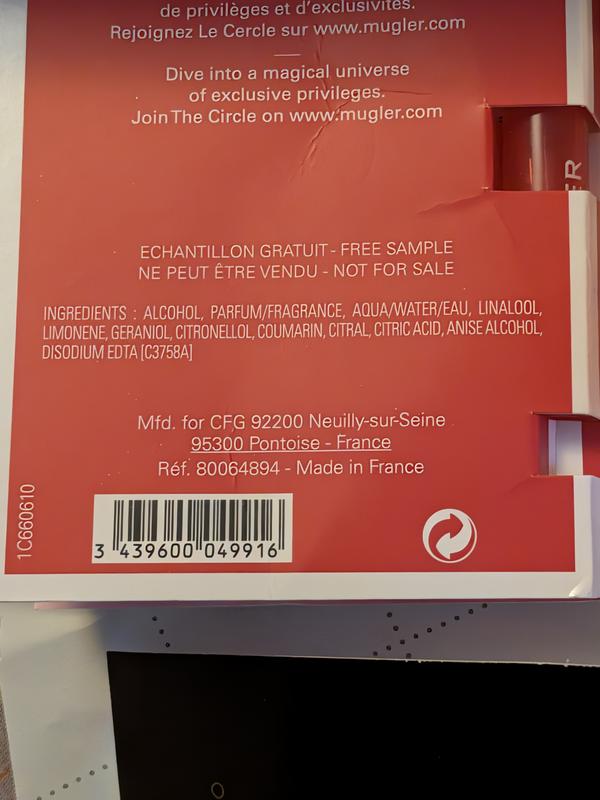 de privilèges et d'exclusivités.
Rejoignez Le Cercle sur www.mugler.com
Dive into a magical universe
of exclusive privileges.
Join The Circle on www.mugler.com
ER
ECHANTILLON GRATUIT - FREE SAMPLE
NE PEUT ÊTRE VENDU - NOT FOR SALE
INGREDIENTS : ALCOHOL, PARFUM/FRAGRANCE, AQUA/WATER/EAU, LINALOOL,
LIMONENE, GERANIOL, CITRONELLOL, COUMARIN, CITRAL, CITRIC ACID, ANISE ALCOHOL,
DISODIUM EDTA [C3758A]
Mfd. for CFG 92200 Neuilly-sur-Seine
95300 Pontoise - France
Réf. 80064894 - Made in France
1C660610
3 439600 049916